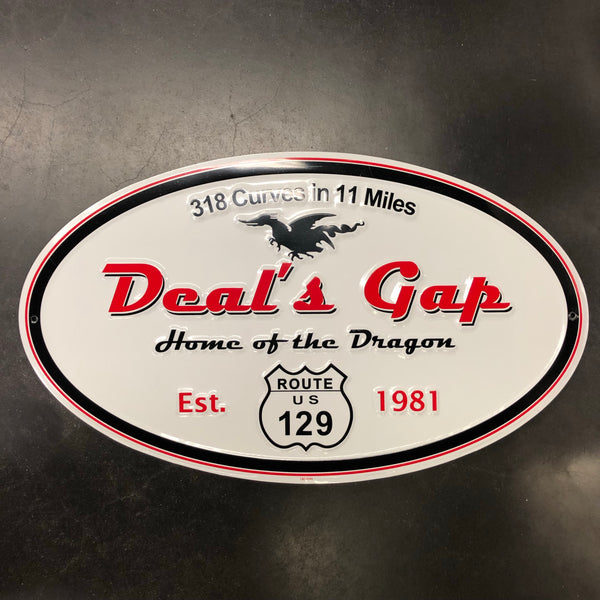 318 Curves in 11 Miles
Deal's Gap
Home of the Dragon
Est.
ROUTE
US
129
1981